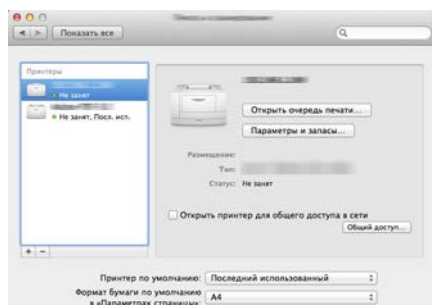 Показать все
Принтеры
Не занят
Не занят, Посл. исп.
Открыть очередь печати...
Параметры и запасы...
Размещение:
Тип:
Статус: Не занят
Открыть принтер для общего доступа в сети
Общий доступ...
+ −
Принтер по умолчанию: Последний использованный
Формат бумаги по умолчанию
в «Параметрах страницы»: A4